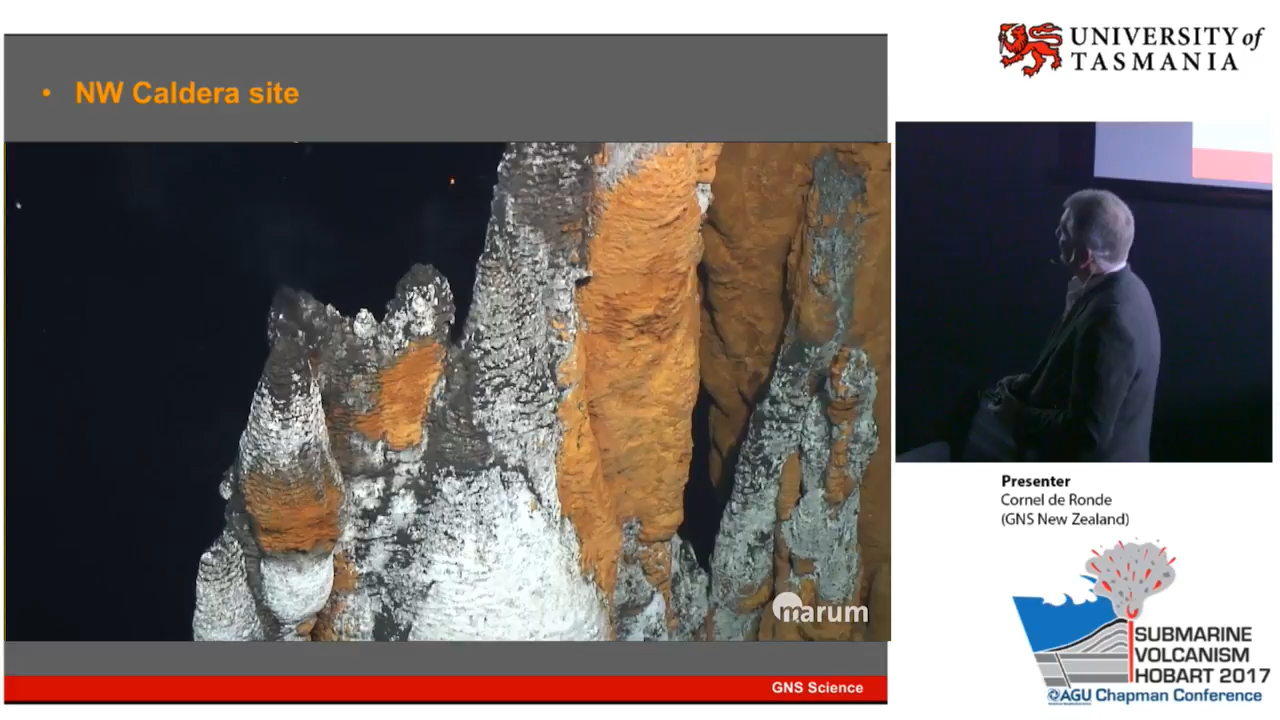 • NW Caldera site
marum
GNS Science
UNIVERSITY of
TASMANIA
Presenter
Cornel de Ronde
(GNS New Zealand)
SUBMARINE
VOLCANISM
HOBART 2017
AGU Chapman Conference